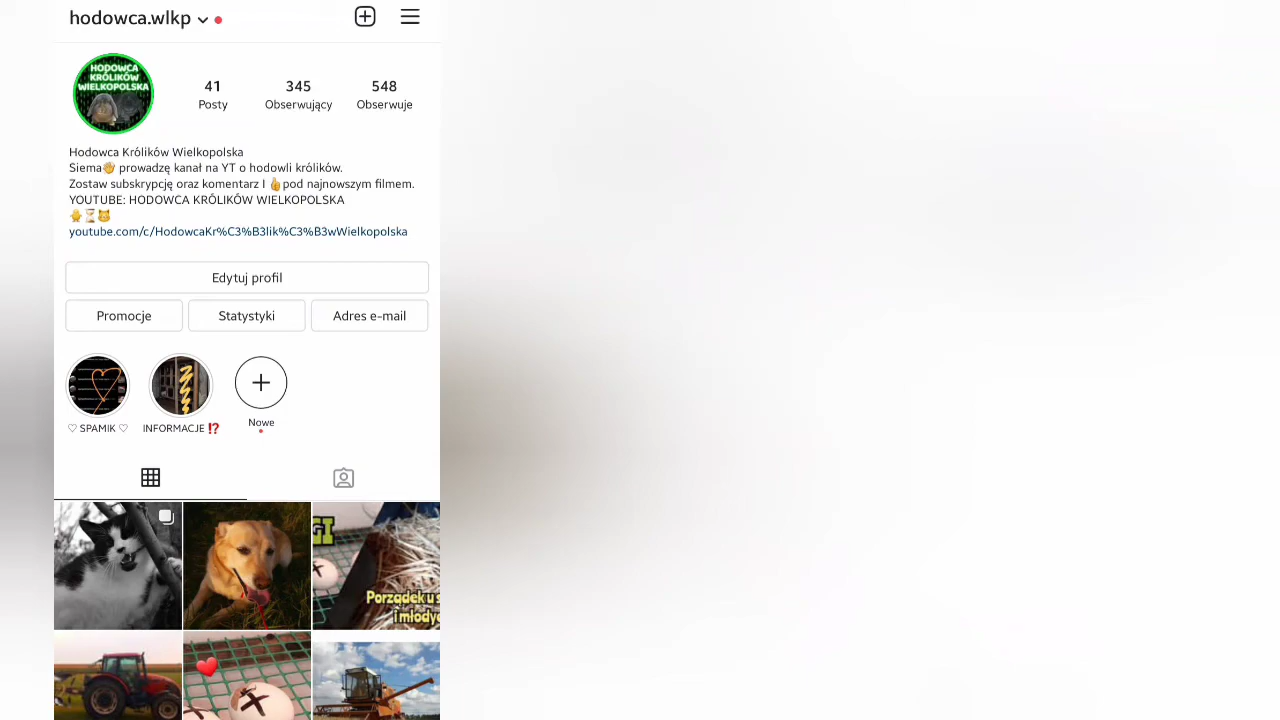 hodowca.wlkp
HODOWCA
KRÓLIKÓW
WIELKOPOLSKA
41
345
548
Posty
Obserwujący
Obserwuje
Hodowca Królików Wielkopolska
Siema👋 prowadzę kanał na YT o hodowli królików.
Zostaw subskrypcję oraz komentarz I 👍pod najnowszym filmem.
YOUTUBE: HODOWCA KRÓLIKÓW WIELKOPOLSKA
🐥⏳🐱
youtube.com/c/HodowcaKr%C3%B3lik%C3%B3wWielkopolska
Edytuj profil
Promocje
Statystyki
Adres e-mail
♡ SPAMIK ♡
INFORMACJE ⁉️
Nowe
GI
Porządek u s
i młody